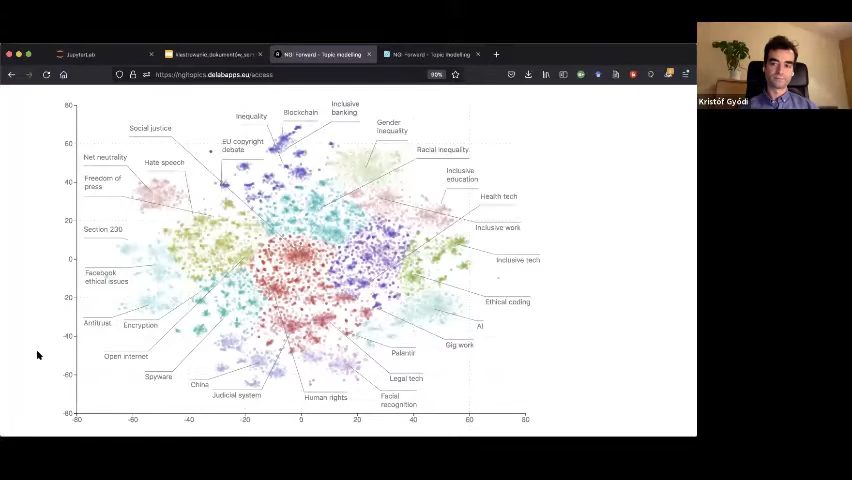 JupyterLab
klastrowanie_dokumentów_som
NGI Forward – Topic modelling
NGI Forward – Topic modelling
https://ngitopics.delabapps.eu/access
90%
Kristóf Gyódi
80
60
40
20
0
20
-40
-60
-80
-80
-60
-40
-20
0
20
40
60
80
Inequality
Blockchain
Inclusive
banking
Social justice
Gender
inequality
EU copyright
debate
Racial inequality
Net neutrality
Hate speech
Freedom of
press
Inclusive
education
Health tech
Section 230
Inclusive work
Inclusive tech
Facebook
ethical issues
Ethical coding
Antitrust
Encryption
AI
Gig work
Open internet
Palantir
Spyware
China
Legal tech
Judicial system
Human rights
Facial
recognition